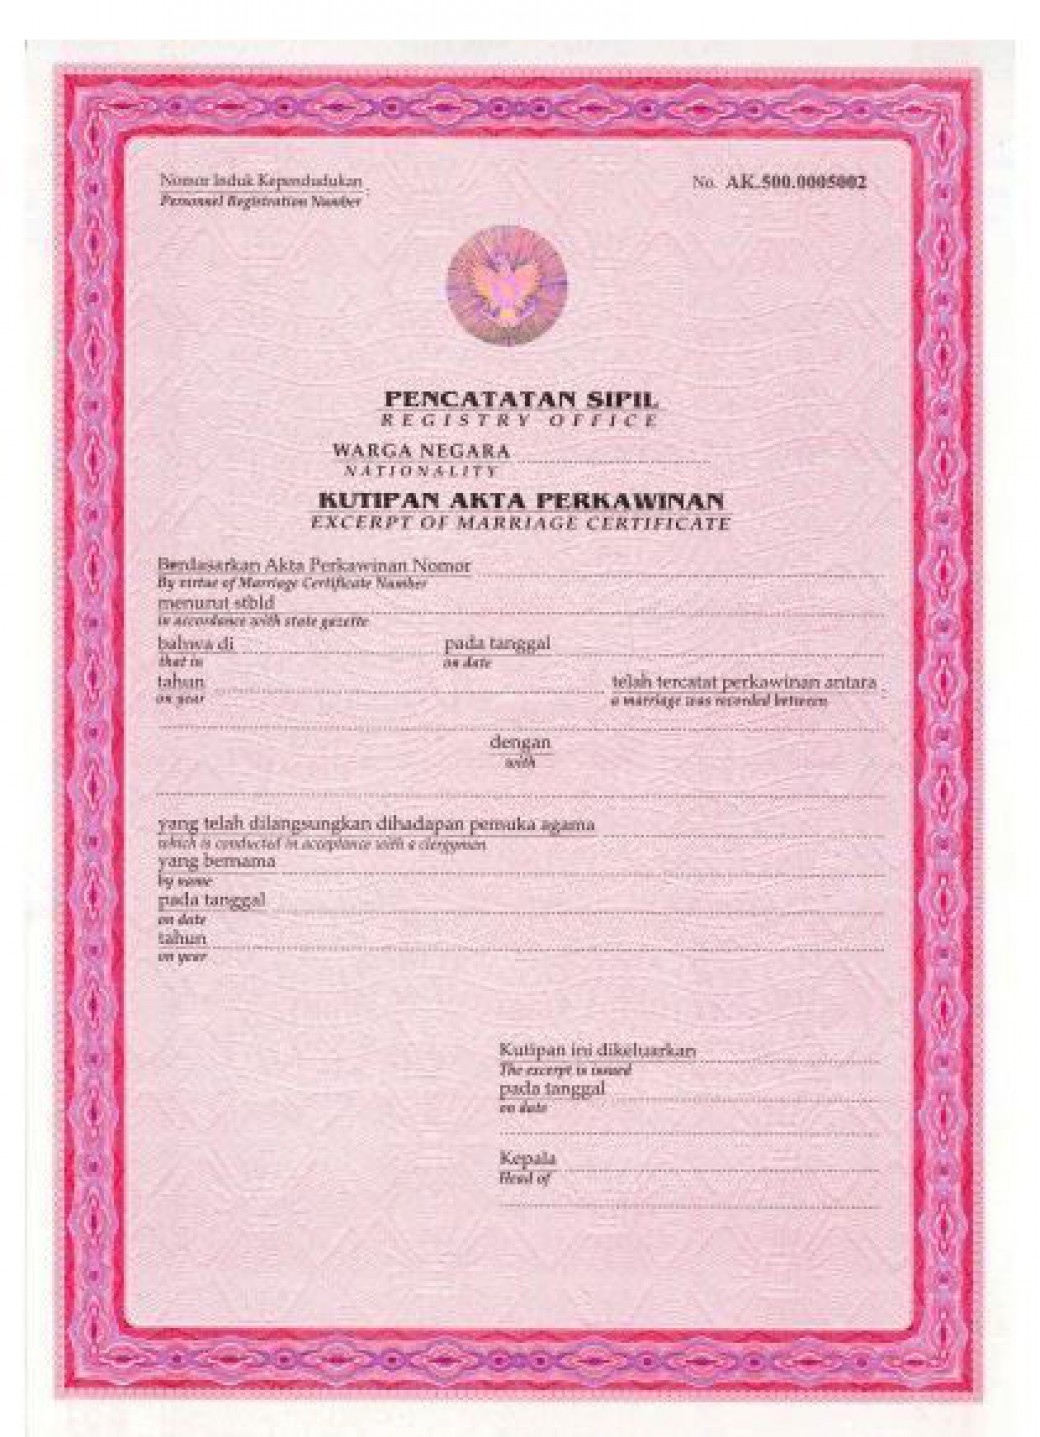 Nomor Induk Kependudukan
Personnel Registration Number
No. AK.500.0005002
PENCATATAN SIPIL
REGISTRY OFFICE
WARGA NEGARA
NATIONALITY
KUTIPAN AKTA PERKAWINAN
EXCERPT OF MARRIAGE CERTIFICATE
Berdasarkan Akta Perkawinan Nomor
By virtue of Marriage Certificate Number
menurut stbld
in accordance with state gazette
bahwa di pada tanggal
that in on date
tahun telah tercatat perkawinan antara :
on year a marriage was recorded between
dengan
with
yang telah dilangsungkan dihadapan pemuka agama
which is conducted in acceptance with a clergyman
yang bernama
by name
pada tanggal
on date
tahun
on year
Kutipan ini dikeluarkan
The excerpt is issued
pada tanggal
on date
Kepala
Head of